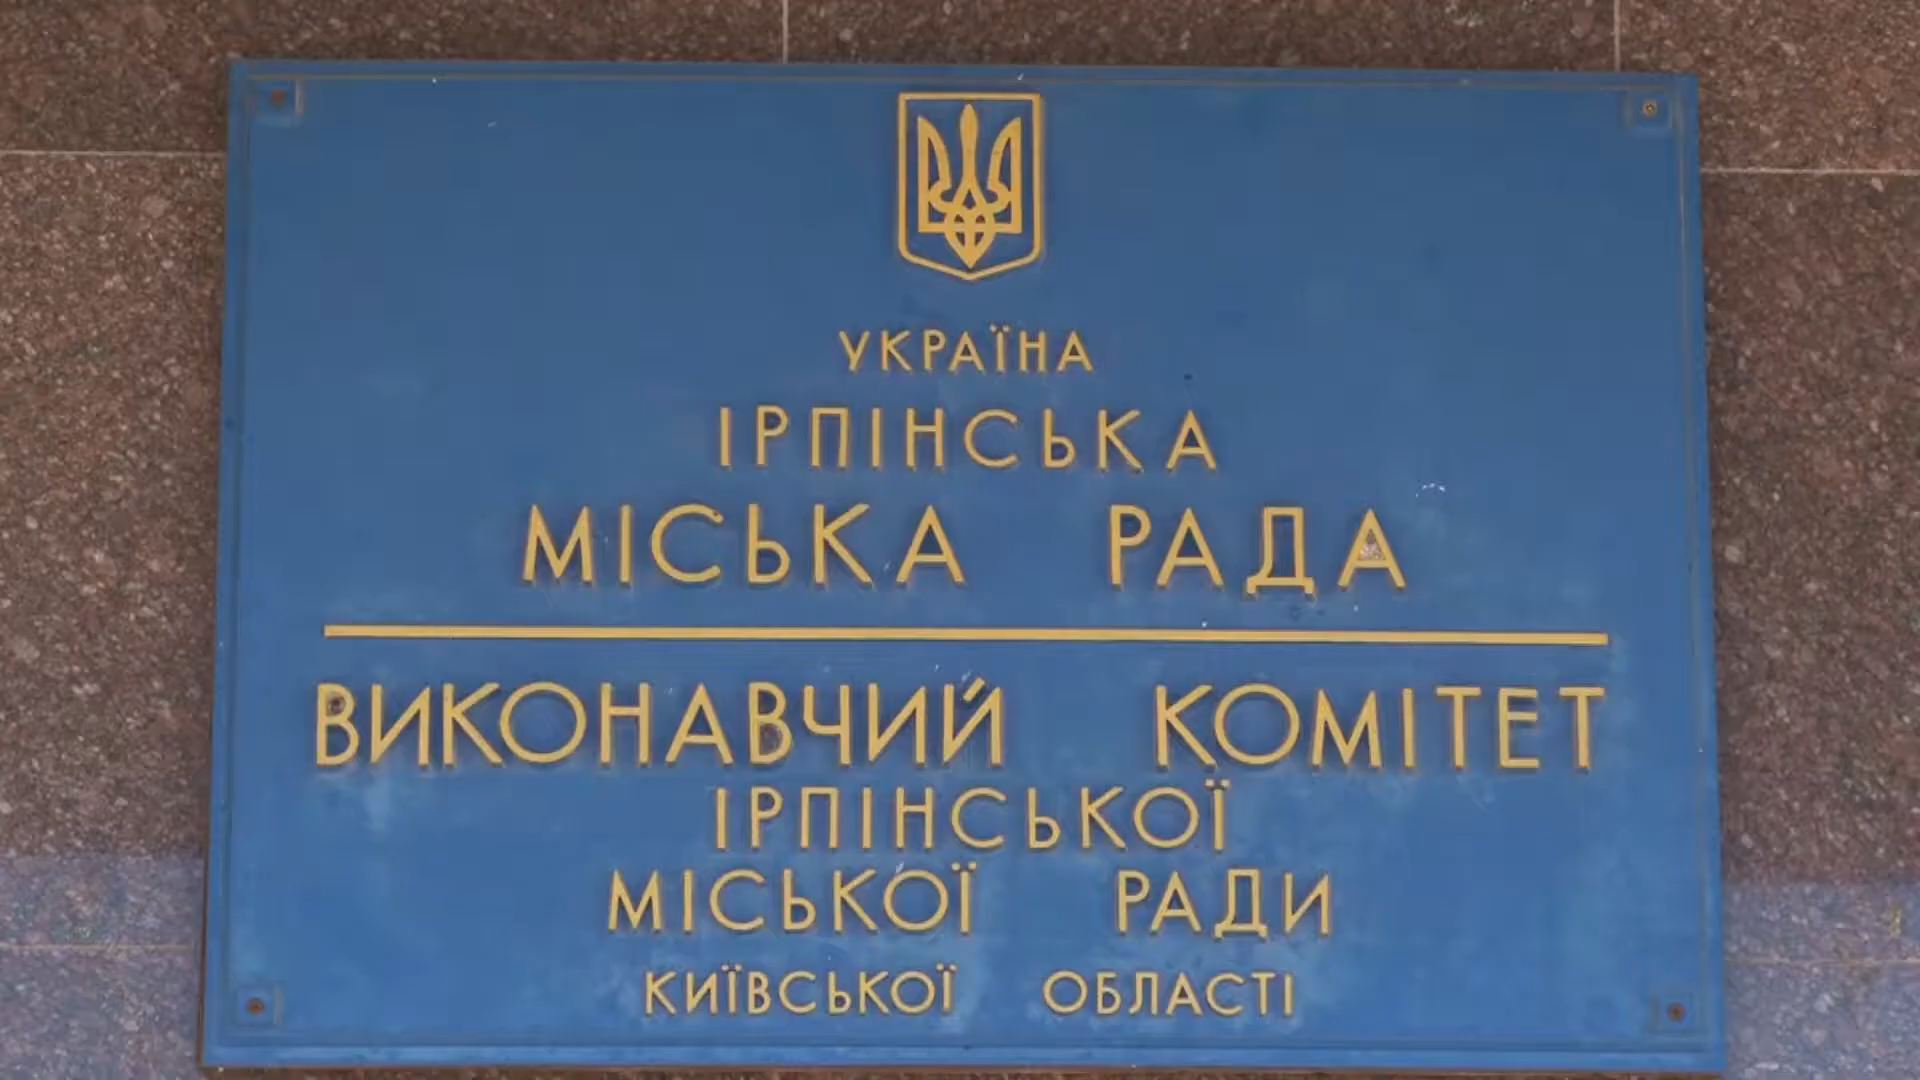 УКРАЇНА
ІРПІНСЬКА
МІСЬКА РАДА
ВИКОНАВЧИЙ КОМІТЕТ
ІРПІНСЬКОЇ
МІСЬКОЇ РАДИ
КИЇВСЬКОЇ ОБЛАСТІ